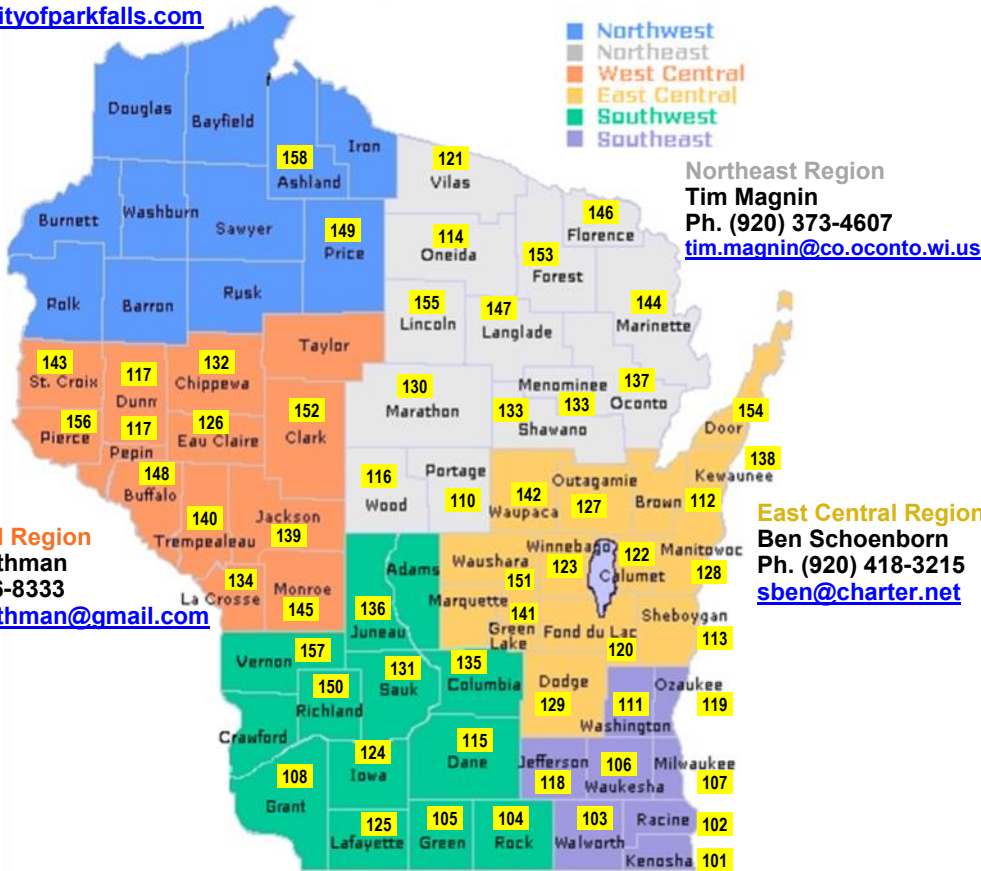 ityofparkfalls.com
Northwest
Northeast
West Central
East Central
Southwest
Southeast
Northeast Region
Tim Magnin
Ph. (920) 373-4607
tim.magnin@co.oconto.wi.us
Douglas
Bayfield
Iron
158
Ashland
121
Vilas
Burnett
Washburn
Sawyer
149
Price
114
Oneida
146
Florence
153
Forest
Polk
Barron
Rusk
155
Lincoln
147
Langlade
144
Marinette
Taylor
143
St. Croix
117
Dunn
132
Chippewa
130
Marathon
Menominee
133
133
Shawano
137
Oconto
156
Pierce
117
Pepin
126
Eau Claire
152
Clark
154
Door
138
Kewaunee
148
Buffalo
116
Wood
Portage
110
142
Waupaca
Outagamie
127
Brown
112
140
Trempealeau
Jackson
139
East Central Region
Ben Schoenborn
Ph. (920) 418-3215
sben@charter.net
l Region
thman
6-8333
thman@gmail.com
134
La Crosse
Monroe
145
Adams
136
Juneau
Waushara
151
Winnebago
123
122
Calumet
Manitowoc
128
Marquette
141
Green
Lake
Fond du Lac
120
Sheboygan
113
Vernon
157
150
Richland
131
Sauk
135
Columbia
Dodge
129
111
Washington
Ozaukee
119
Crawford
124
Iowa
115
Dane
Jefferson
118
106
Waukesha
Milwaukee
107
108
Grant
125
Lafayette
105
Green
104
Rock
103
Walworth
Racine
102
Kenosha
101